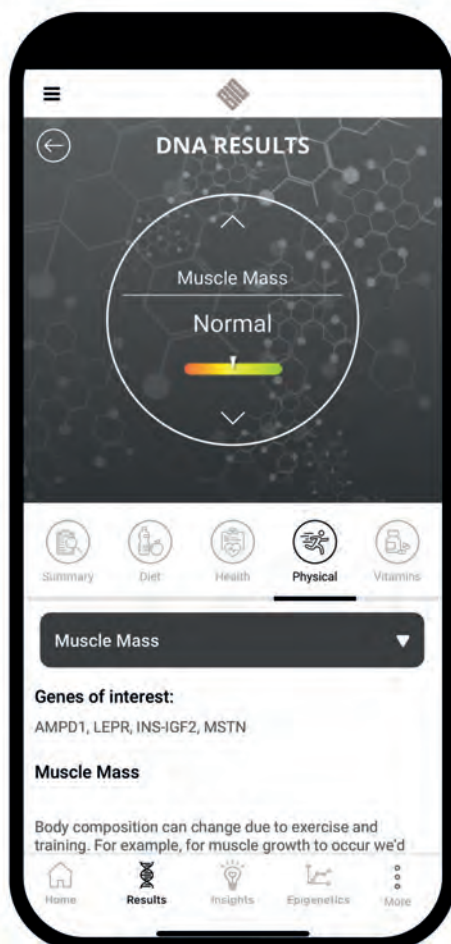 DNA RESULTS
Muscle Mass
Normal
Summary
Diet
Health
Physical
Vitamins
Muscle Mass
Genes of interest:
AMPD1, LEPR, INS-IGF2, MSTN
Muscle Mass
Body composition can change due to exercise and
training. For example, for muscle growth to occur we'd
Home
Results
Insights
Epigenetics
More